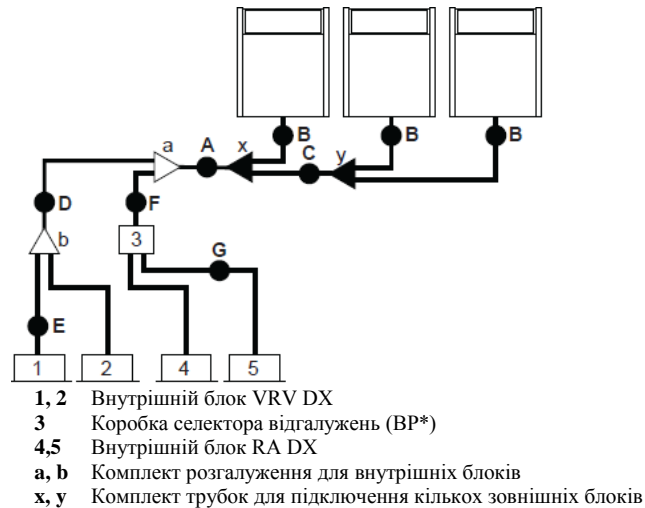 B B B
a A x C y
D F
b 3
G
E
1 2 4 5
1, 2 Внутрішній блок VRV DX
3 Коробка селектора відгалужень (BP*)
4,5 Внутрішній блок RA DX
a, b Комплект розгалуження для внутрішніх блоків
x, y Комплект трубок для підключення кількох зовнішніх блоків